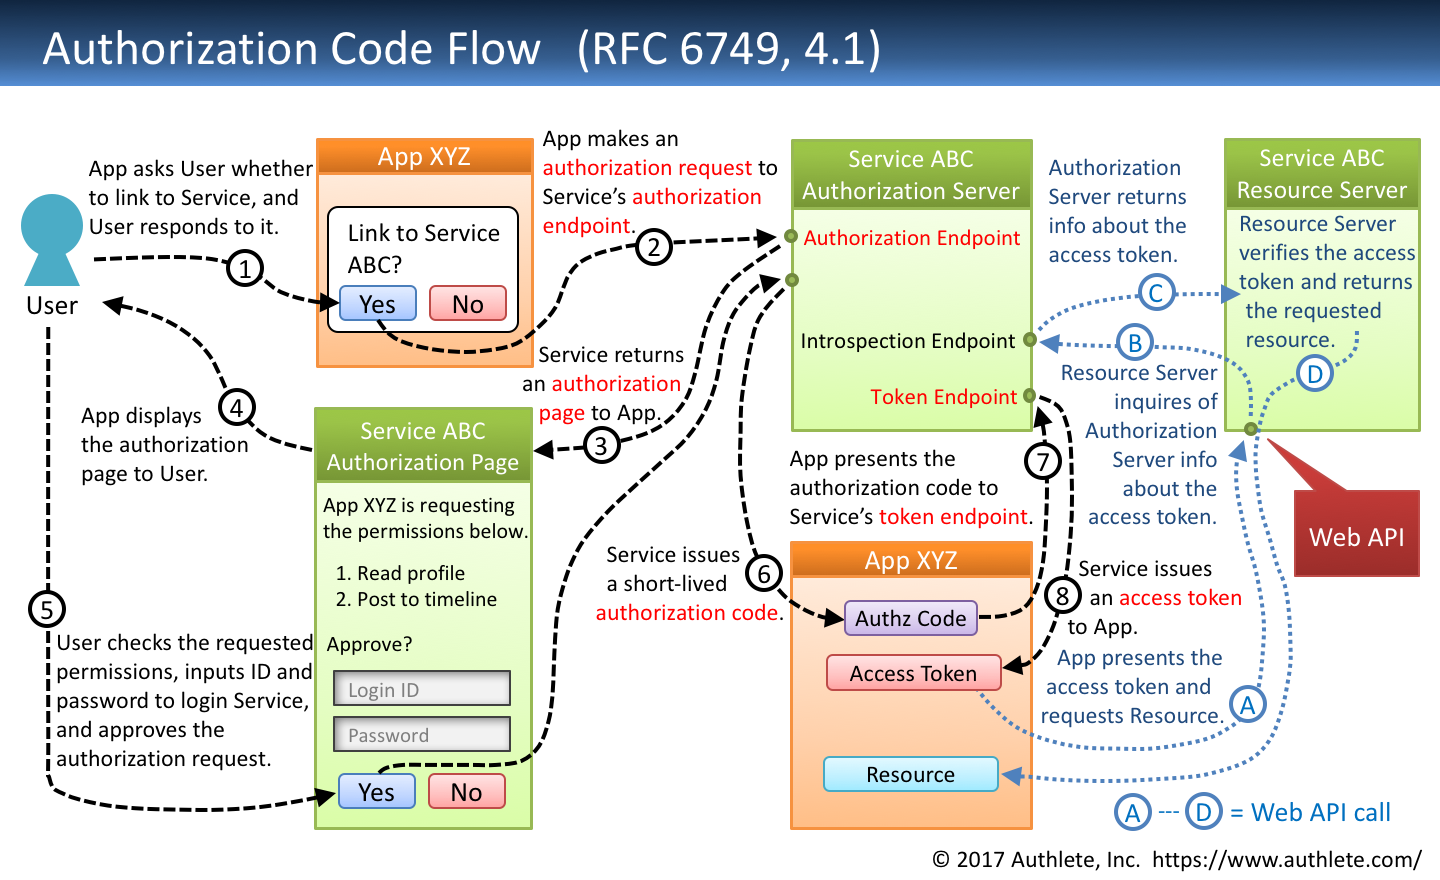 Authorization Code Flow (RFC 6749, 4.1)
App asks User whether
to link to Service, and
User responds to it.
User
1
App XYZ
Link to Service
ABC?
Yes
No
App makes an
authorization request to
Service's authorization
endpoint.
2
Service ABC
Authorization Server
Authorization Endpoint
Introspection Endpoint
Token Endpoint
Authorization
Server returns
info about the
access token.
C
B
Service ABC
Resource Server
Resource Server
verifies the access
token and returns
the requested
resource.
D
Resource Server
inquires of
Authorization
Server info
about the
access token.
Web API
Service returns
an authorization
page to App.
3
4
App displays
the authorization
page to User.
Service ABC
Authorization Page
App XYZ is requesting
the permissions below.
1. Read profile
2. Post to timeline
Approve?
Login ID
Password
Yes
No
5
User checks the requested
permissions, inputs ID and
password to login Service,
and approves the
authorization request.
Service issues
a short-lived
authorization code.
6
App presents the
authorization code to
Service's token endpoint.
7
App XYZ
Authz Code
Access Token
Resource
8
Service issues
an access token
to App.
App presents the
access token and
requests Resource.
A
A --- D = Web API call
© 2017 Authlete, Inc. https://www.authlete.com/